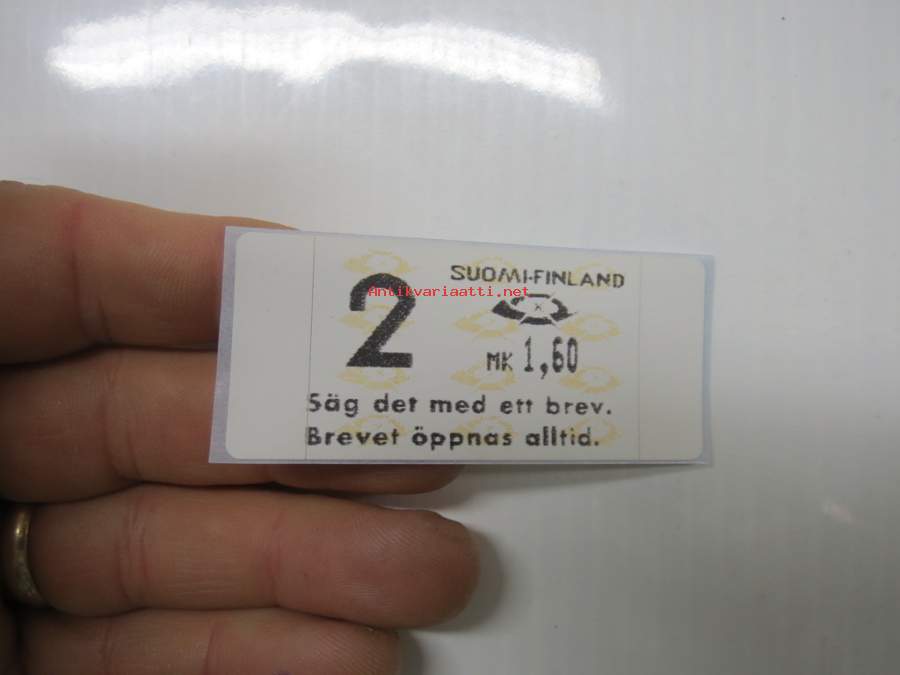 SUOMI-FINLAND
2
Antikvariaatti.net
MK 1,60
Säg det med ett brev.
Brevet öppnas alltid.